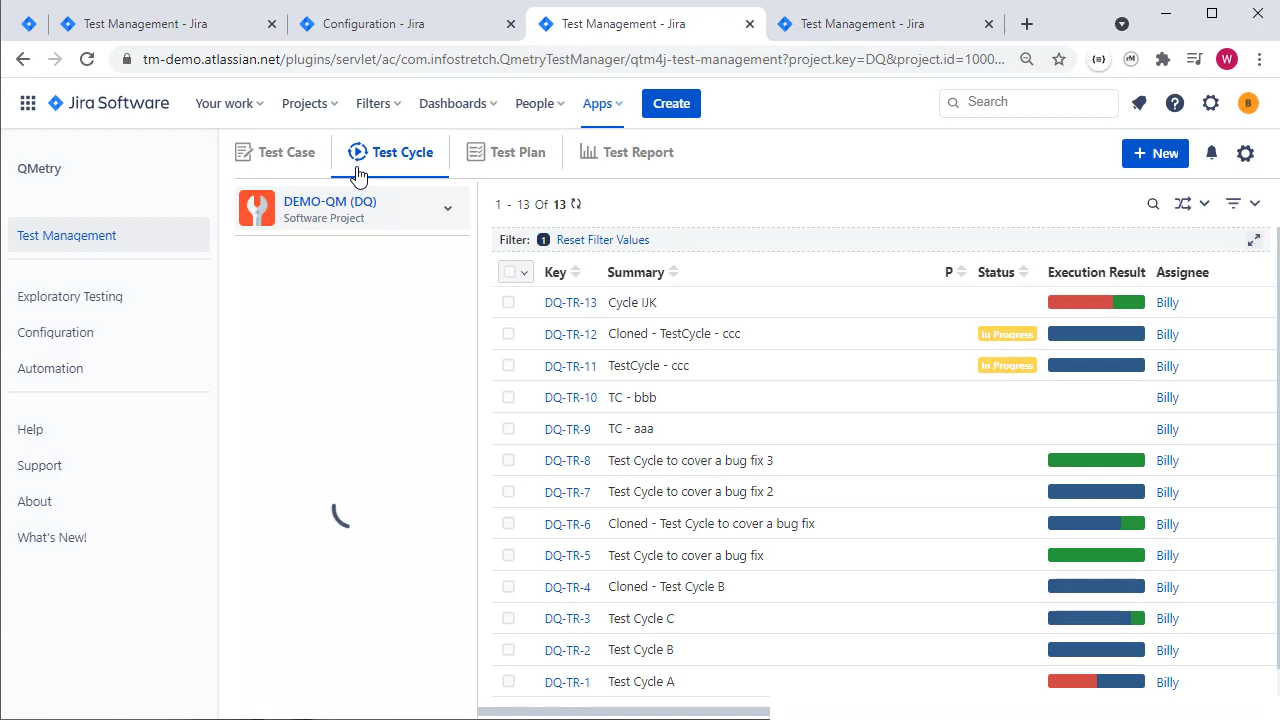 Test Management - Jira
Configuration - Jira
Test Management - Jira
Test Management - Jira
tm-demo.atlassian.net/plugins/servlet/ac/com.infostretch.QmetryTestManager/qtm4j-test-management?project.key=DQ&project.id=1000...
W
Jira Software
Your work
Projects
Filters
Dashboards
People
Apps
Create
Search
B
QMetry
Test Management
Exploratory Testing
Configuration
Automation
Help
Support
About
What's New!
Test Case
Test Cycle
Test Plan
Test Report
+ New
DEMO-QM (DQ)
Software Project
1 - 13 Of 13
Filter: 1 Reset Filter Values
Key Summary P Status Execution Result Assignee
DQ-TR-13 Cycle IJK Billy
DQ-TR-12 Cloned - TestCycle - ccc In Progress Billy
DQ-TR-11 TestCycle - ccc In Progress Billy
DQ-TR-10 TC - bbb Billy
DQ-TR-9 TC - aaa Billy
DQ-TR-8 Test Cycle to cover a bug fix 3 Billy
DQ-TR-7 Test Cycle to cover a bug fix 2 Billy
DQ-TR-6 Cloned - Test Cycle to cover a bug fix Billy
DQ-TR-5 Test Cycle to cover a bug fix Billy
DQ-TR-4 Cloned - Test Cycle B Billy
DQ-TR-3 Test Cycle C Billy
DQ-TR-2 Test Cycle B Billy
DQ-TR-1 Test Cycle A Billy